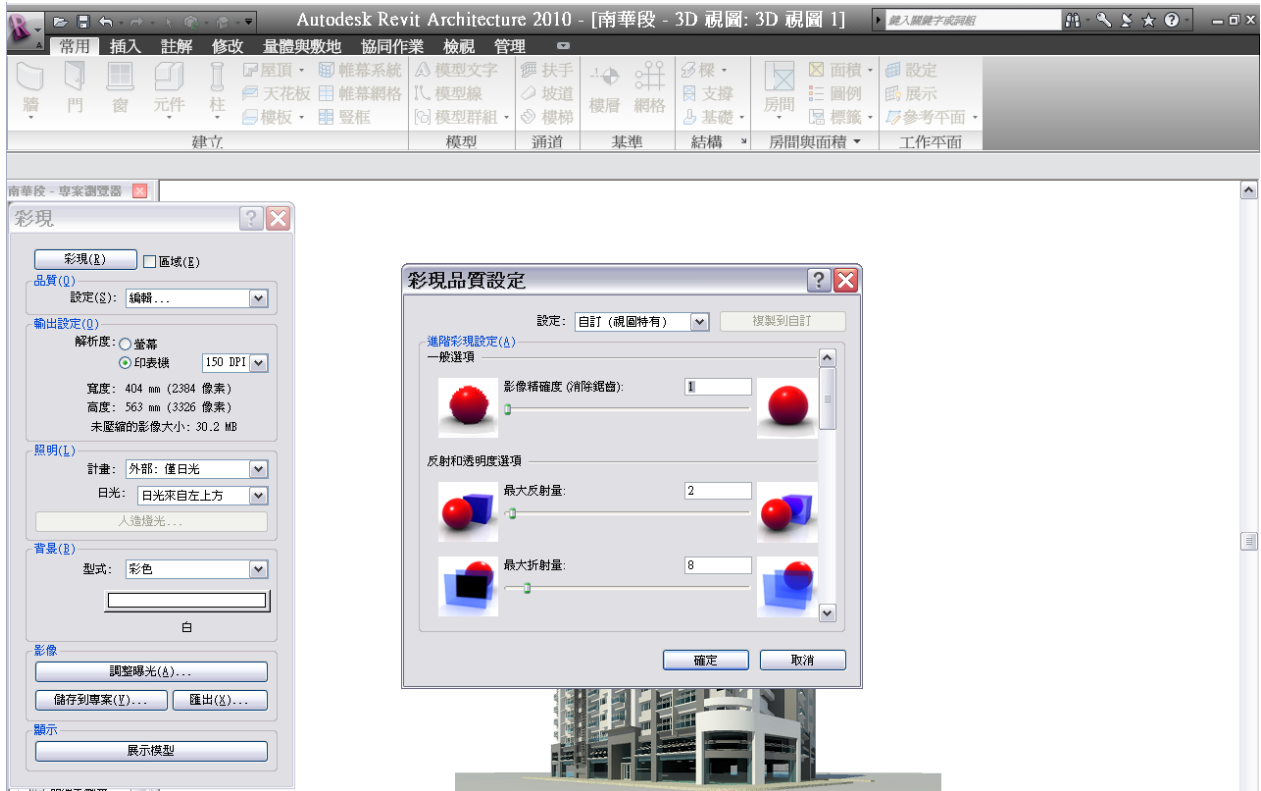 Autodesk Revit Architecture 2010 - [南華段 - 3D 視圖: 3D 視圖 1]
鍵入關鍵字或詞組
常用 插入 註解 修改 量體與敷地 協同作業 檢視 管理
牆 門 窗 元件 柱
屋頂 帷幕系統
天花板 帷幕網格
樓板 豎框
模型文字
模型線
模型群組
扶手
坡道
樓梯
樓層 網格
樑
支撐
基礎
房間
面積
圖例
標籤
設定
展示
參考平面
建立 模型 通道 基準 結構 房間與面積 工作平面
南華段 - 專案瀏覽器
彩現
彩現(R) 區域(E)
品質(Q)
設定(S): 編輯...
輸出設定(O)
解析度: 螢幕
印表機 150 DPI
寬度: 404 mm (2384 像素)
高度: 563 mm (3326 像素)
未壓縮的影像大小: 30.2 MB
照明(L)
計畫: 外部: 僅日光
日光: 日光來自左上方
人造燈光...
背景(B)
型式: 彩色
白
影像
調整曝光(A)...
儲存到專案(V)... 匯出(X)...
顯示
展示模型
彩現品質設定
設定: 自訂 (視圖特有) 複製到自訂
進階彩現設定(A)
一般選項
影像精確度 (消除鋸齒): 1
反射和透明度選項
最大反射量: 2
最大折射量: 8
確定 取消